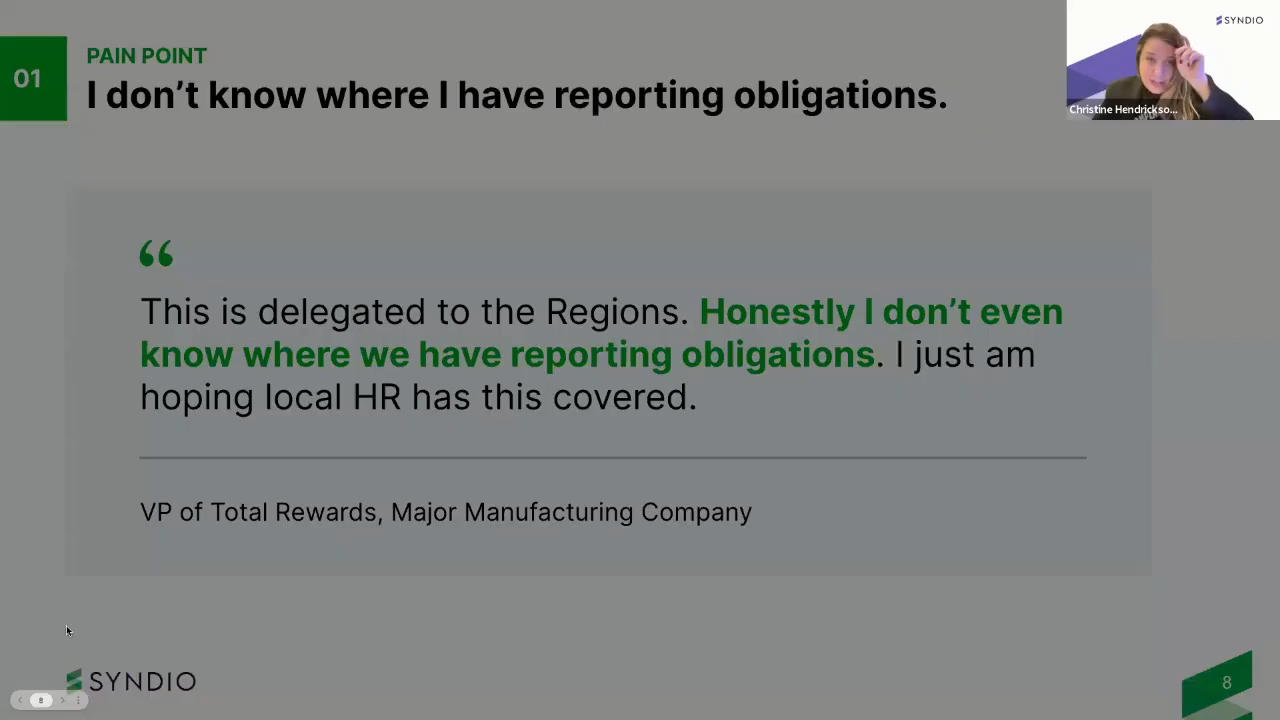 01
PAIN POINT
I don’t know where I have reporting obligations.
SYNDIO
Christine Hendrickso...
“
This is delegated to the Regions. Honestly I don’t even
know where we have reporting obligations. I just am
hoping local HR has this covered.
VP of Total Rewards, Major Manufacturing Company
SYNDIO
8
8